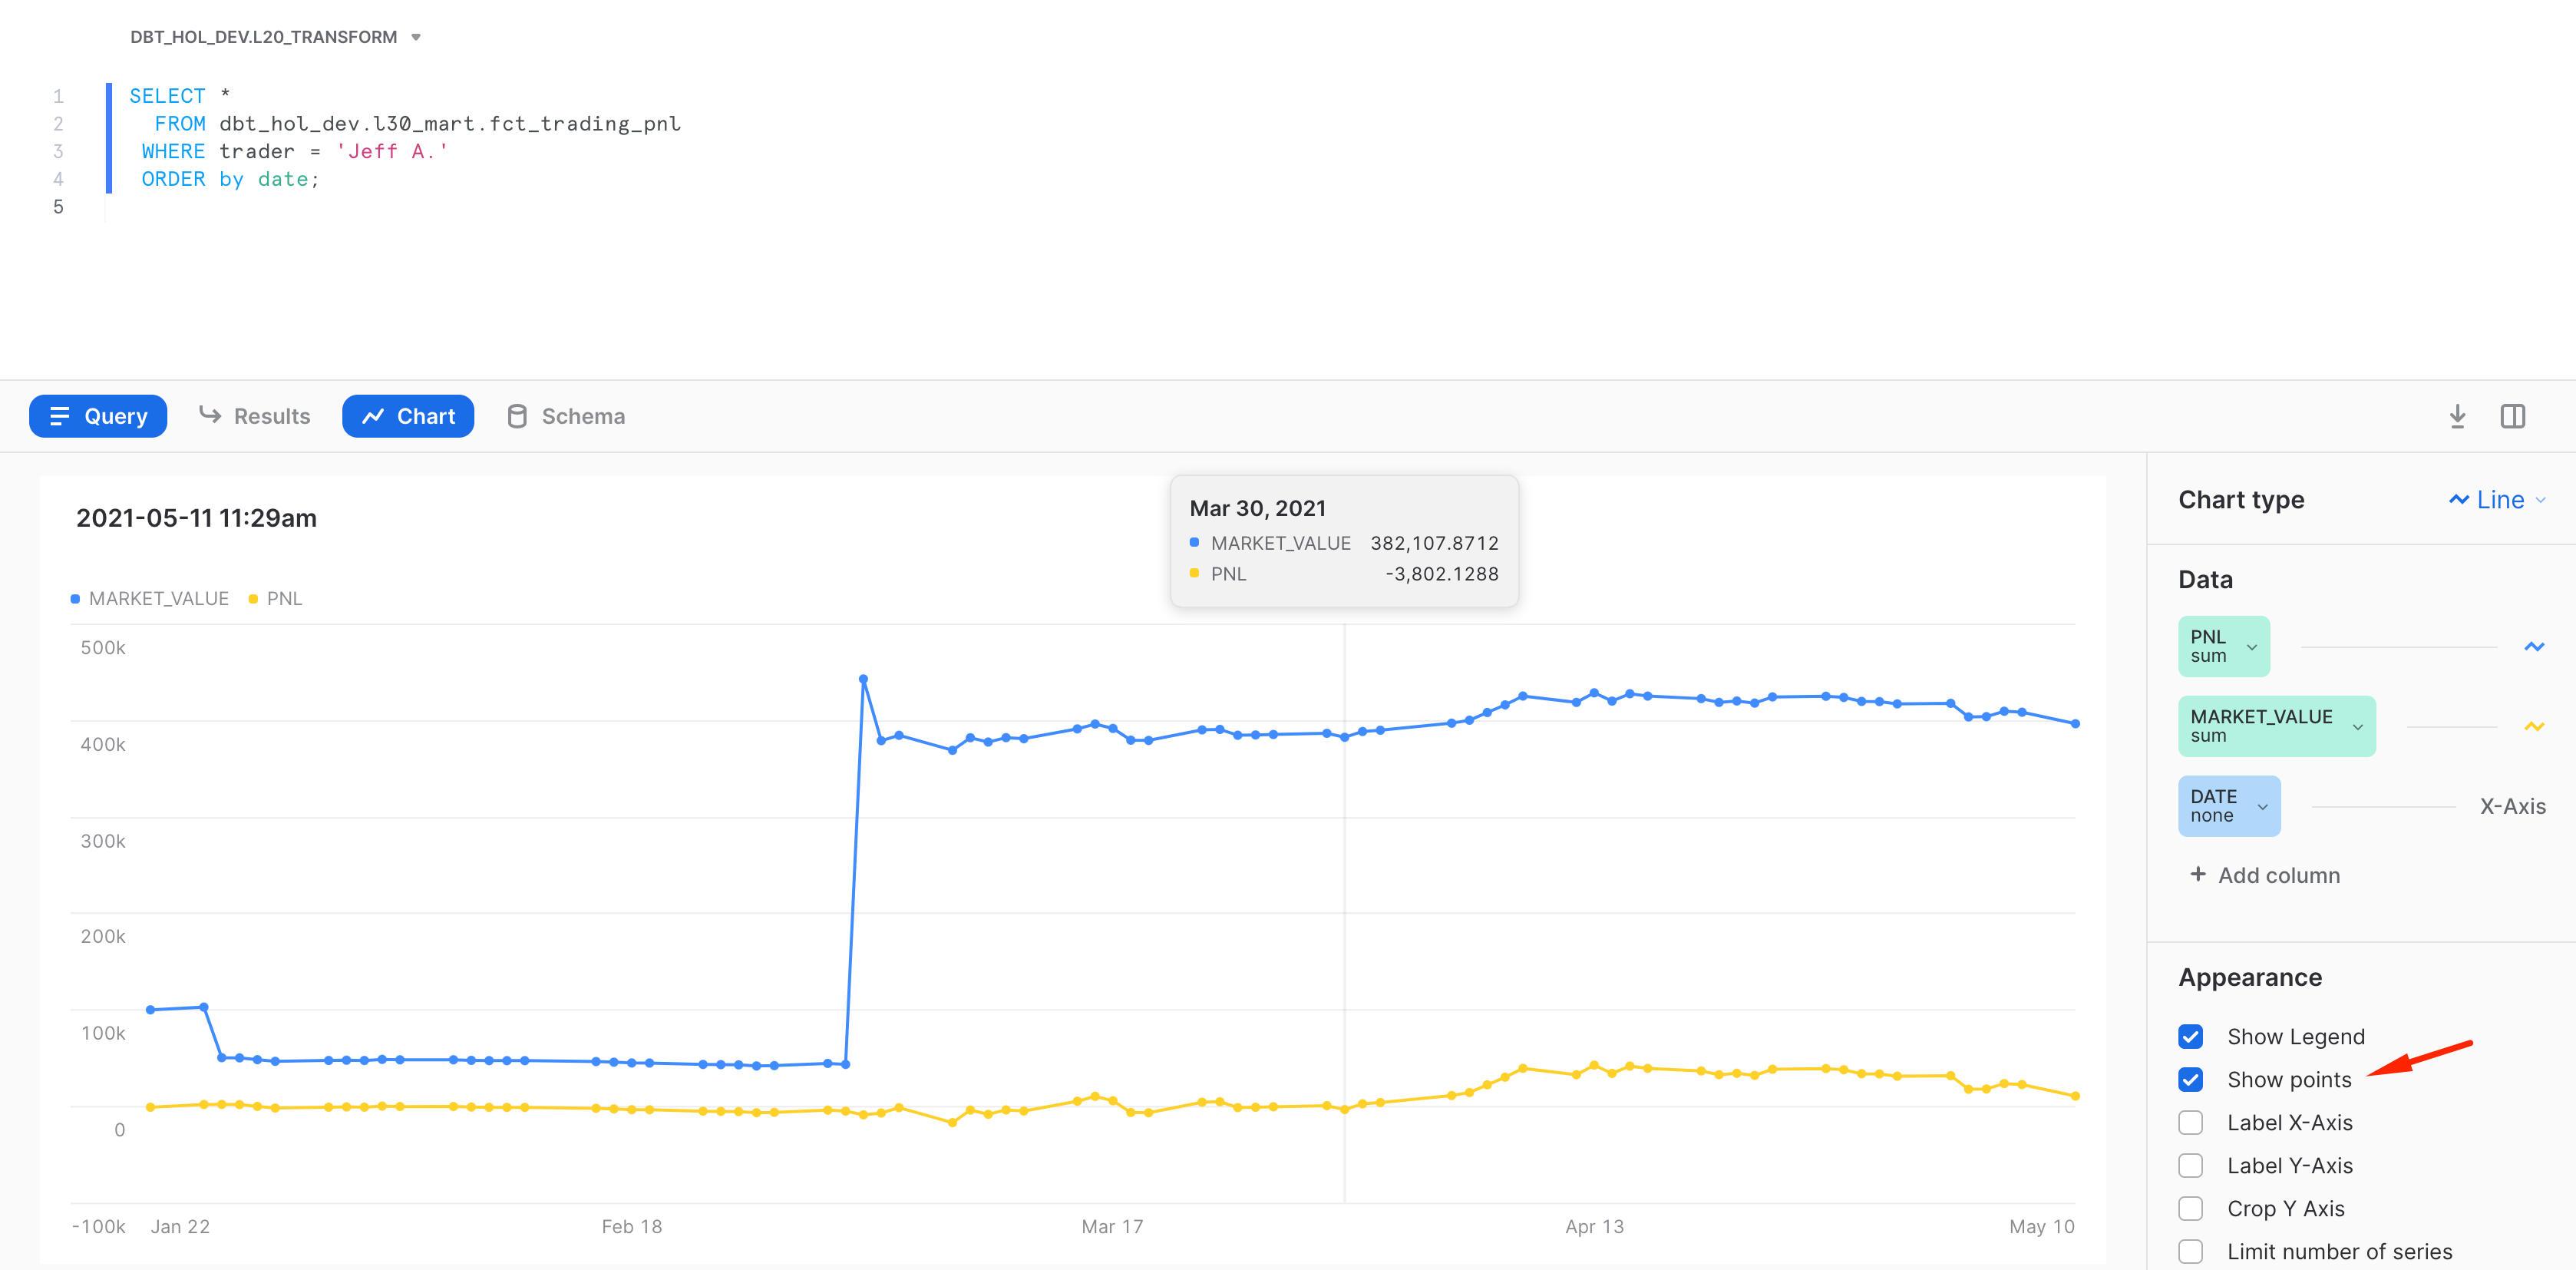 DBT_HOL_DEV.L20_TRANSFORM
1 SELECT *
2 FROM dbt_hol_dev.l30_mart.fct_trading_pnl
3 WHERE trader = 'Jeff A.'
4 ORDER by date;
5
Query Results Chart Schema
2021-05-11 11:29am
Mar 30, 2021
MARKET_VALUE 382,107.8712
PNL -3,802.1288
MARKET_VALUE PNL
500k
400k
300k
200k
100k
0
-100k Jan 22 Feb 18 Mar 17 Apr 13 May 10
Chart type Line
Data
PNL
sum
MARKET_VALUE
sum
DATE
none
X-Axis
+ Add column
Appearance
Show Legend
Show points
Label X-Axis
Label Y-Axis
Crop Y Axis
Limit number of series